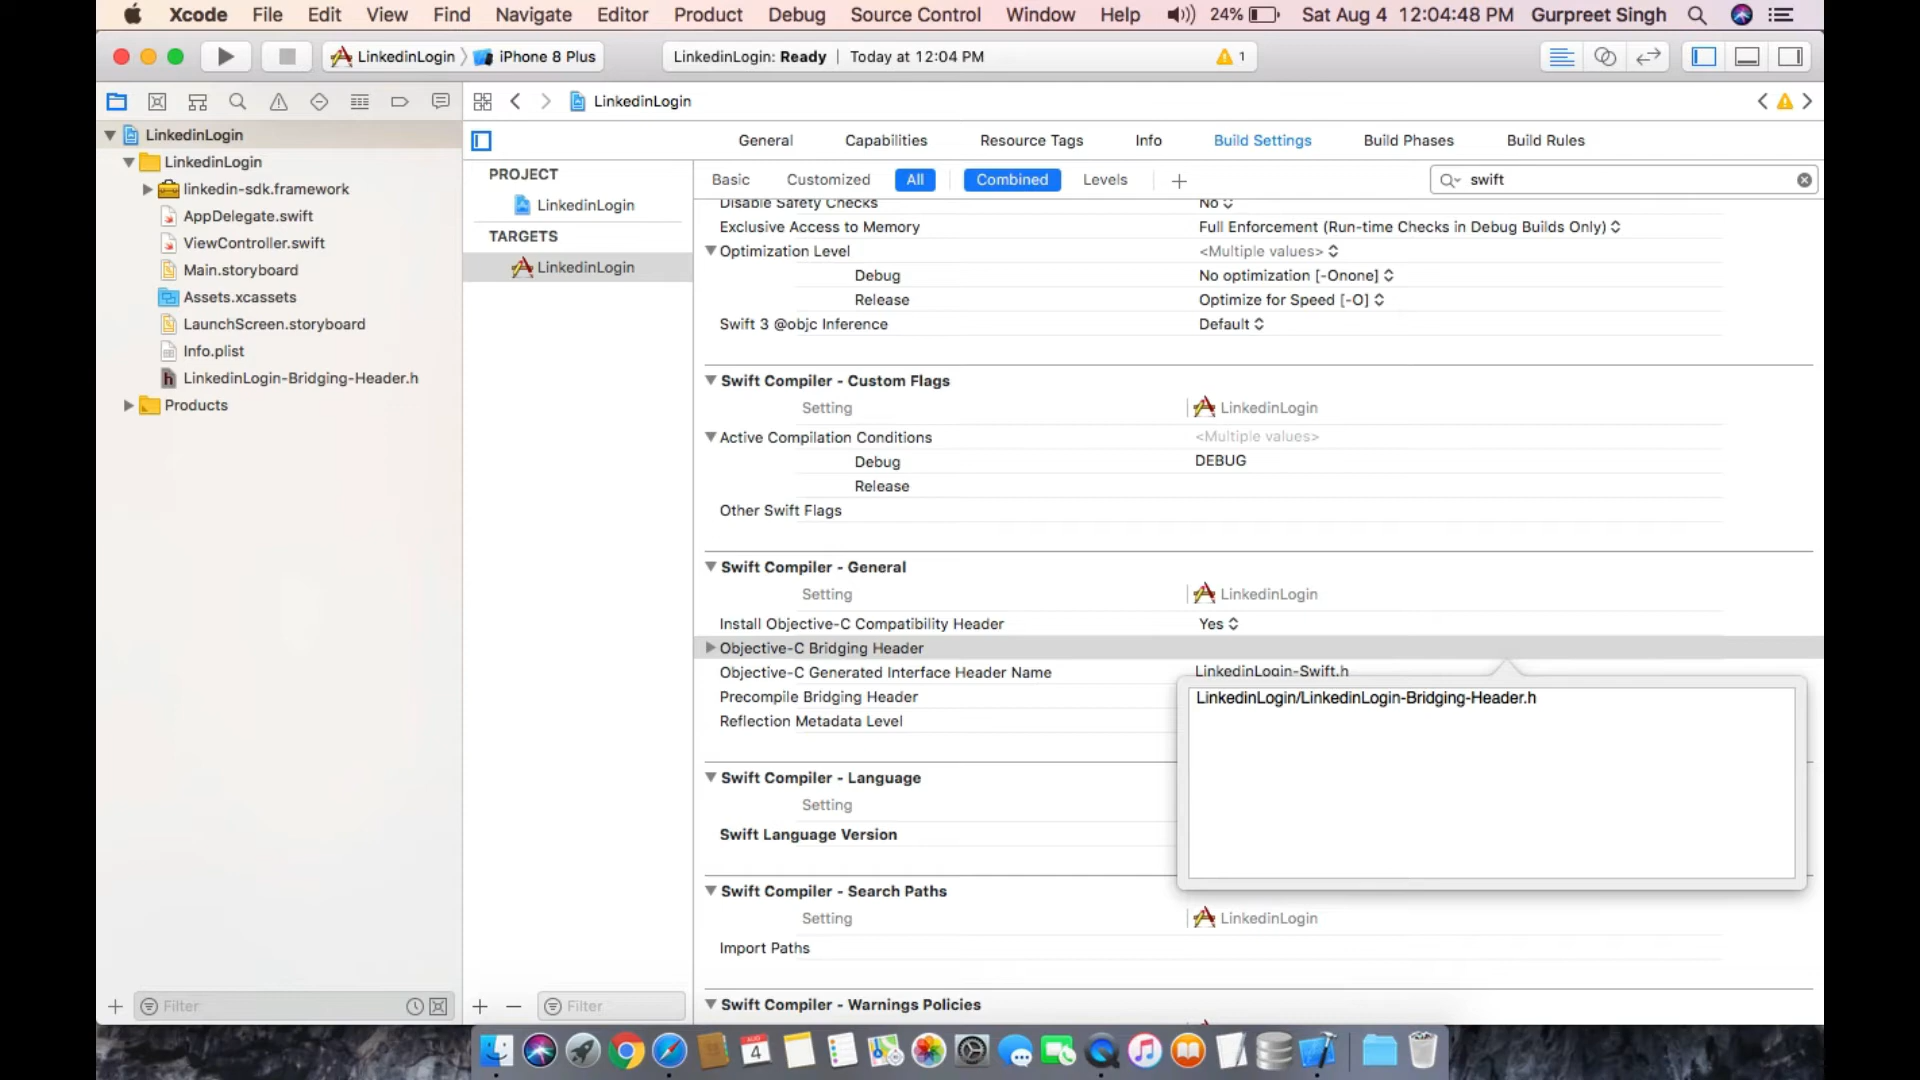 Xcode File Edit View Find Navigate Editor Product Debug Source Control Window Help 24% Sat Aug 4 12:04:48 PM Gurpreet Singh
LinkedinLogin iPhone 8 Plus LinkedinLogin: Ready Today at 12:04 PM 1
LinkedinLogin
LinkedinLogin
General Capabilities Resource Tags Info Build Settings Build Phases Build Rules
LinkedinLogin
linkedin-sdk.framework
AppDelegate.swift
ViewController.swift
Main.storyboard
Assets.xcassets
LaunchScreen.storyboard
Info.plist
h LinkedinLogin-Bridging-Header.h
Products
PROJECT
LinkedinLogin
TARGETS
LinkedinLogin
Basic Customized All Combined Levels swift
Disable Safety Checks No
Exclusive Access to Memory Full Enforcement (Run-time Checks in Debug Builds Only)
Optimization Level <Multiple values>
Debug No optimization [-Onone]
Release Optimize for Speed [-O]
Swift 3 @objc Inference Default
Swift Compiler - Custom Flags
Setting LinkedinLogin
Active Compilation Conditions <Multiple values>
Debug DEBUG
Release
Other Swift Flags
Swift Compiler - General
Setting LinkedinLogin
Install Objective-C Compatibility Header Yes
Objective-C Bridging Header
Objective-C Generated Interface Header Name LinkedinLogin-Swift.h
Precompile Bridging Header
LinkedinLogin/LinkedinLogin-Bridging-Header.h
Reflection Metadata Level
Swift Compiler - Language
Setting
Swift Language Version
Swift Compiler - Search Paths
Setting LinkedinLogin
Import Paths
Swift Compiler - Warnings Policies
Filter Filter
AUG
4